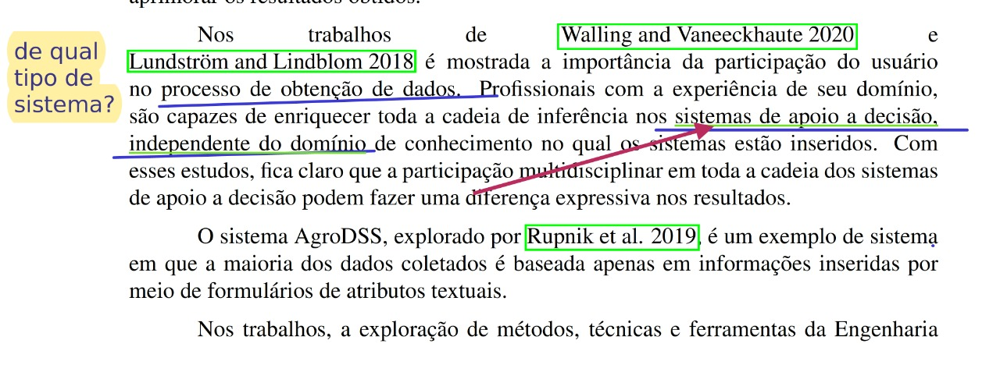 aprimorar os resultados obtidos.
de qual
tipo de
sistema?
Nos trabalhos de Walling and Vaneeckhaute 2020 e
Lundström and Lindblom 2018 é mostrada a importância da participação do usuário
no processo de obtenção de dados. Profissionais com a experiência de seu domínio,
são capazes de enriquecer toda a cadeia de inferência nos sistemas de apoio a decisão,
independente do domínio de conhecimento no qual os sistemas estão inseridos. Com
esses estudos, fica claro que a participação multidisciplinar em toda a cadeia dos sistemas
de apoio a decisão podem fazer uma diferença expressiva nos resultados.
O sistema AgroDSS, explorado por Rupnik et al. 2019, é um exemplo de sistema
em que a maioria dos dados coletados é baseada apenas em informações inseridas por
meio de formulários de atributos textuais.
Nos trabalhos, a exploração de métodos, técnicas e ferramentas da Engenharia